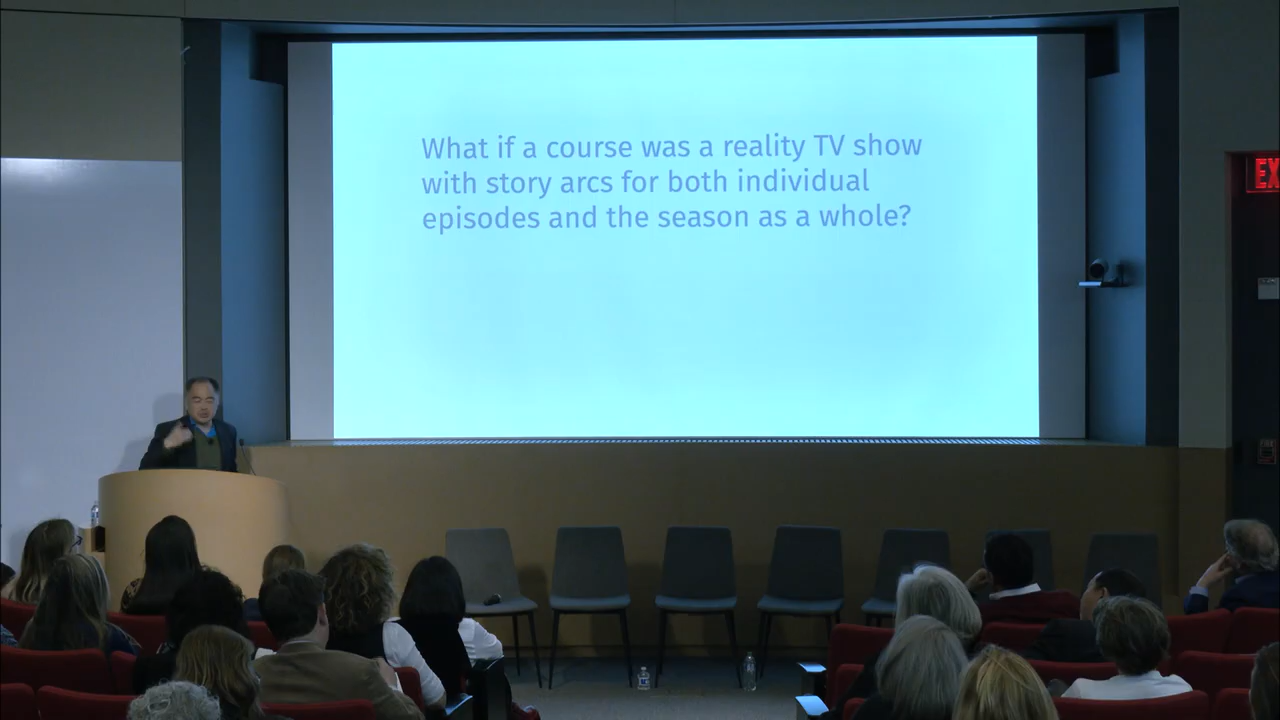 What if a course was a reality TV show
with story arcs for both individual
episodes and the season as a whole?
EX